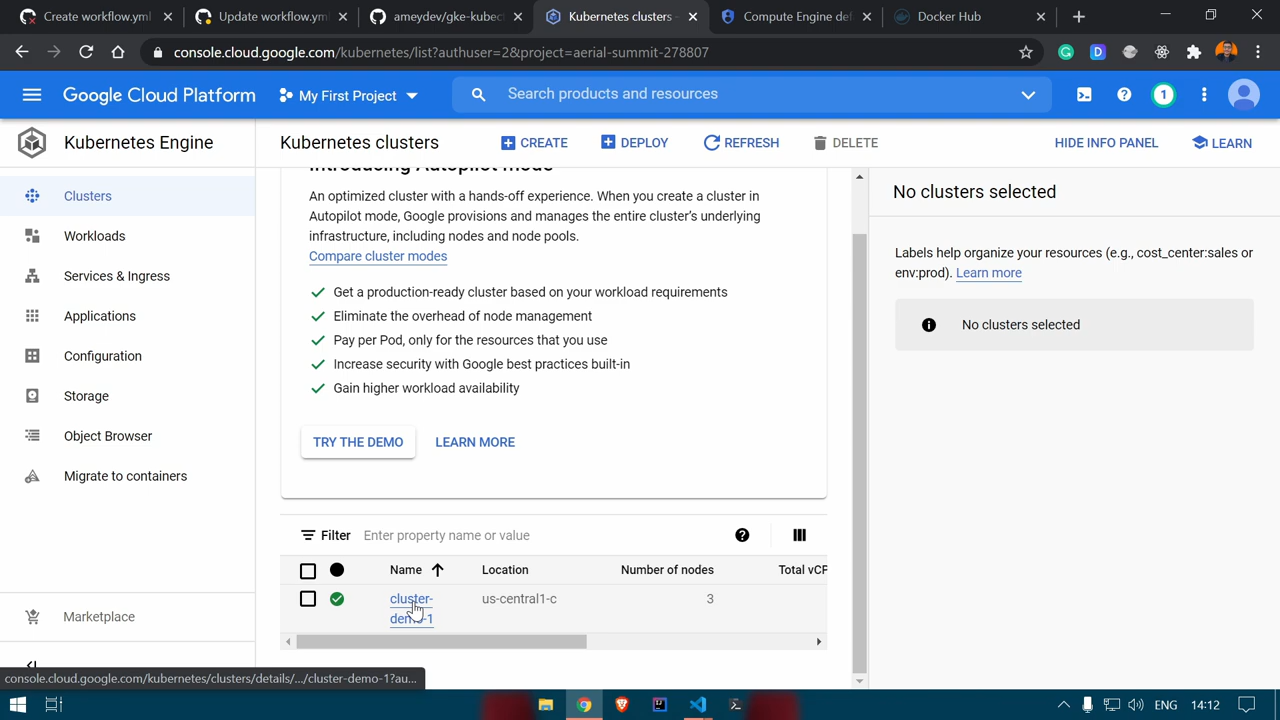 Create workflow.yml
Update workflow.yml
ameydev/gke-kubect
Kubernetes clusters -
Compute Engine de
Docker Hub
console.cloud.google.com/kubernetes/list?authuser=2&project=aerial-summit-278807
Google Cloud Platform
My First Project
Search products and resources
1
Kubernetes Engine
Kubernetes clusters
CREATE
DEPLOY
REFRESH
DELETE
HIDE INFO PANEL
LEARN
Clusters
Workloads
Services & Ingress
Applications
Configuration
Storage
Object Browser
Migrate to containers
Marketplace
Introducing Autopilot mode
An optimized cluster with a hands-off experience. When you create a cluster in
Autopilot mode, Google provisions and manages the entire cluster's underlying
infrastructure, including nodes and node pools.
Compare cluster modes
Get a production-ready cluster based on your workload requirements
Eliminate the overhead of node management
Pay per Pod, only for the resources that you use
Increase security with Google best practices built-in
Gain higher workload availability
TRY THE DEMO
LEARN MORE
Filter
Enter property name or value
Name
Location
Number of nodes
Total vCP
cluster-
demo-1
us-central1-c
3
No clusters selected
Labels help organize your resources (e.g., cost_center:sales or
env:prod). Learn more
No clusters selected
console.cloud.google.com/kubernetes/clusters/details/.../cluster-demo-1?au...
ENG
14:12